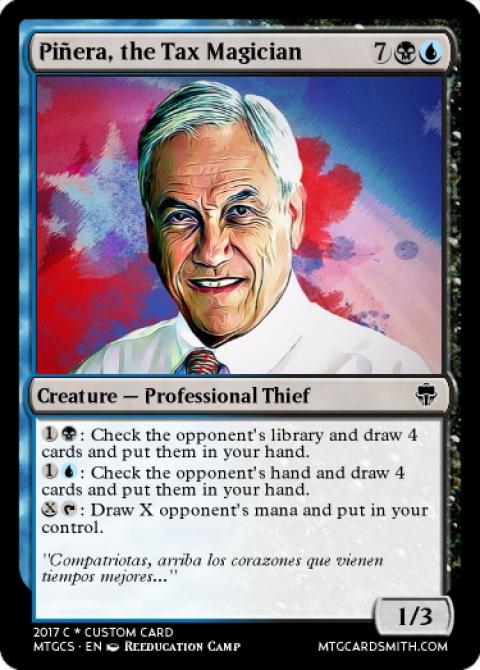 Piñera, the Tax Magician 7
Creature — Professional Thief
1: Check the opponent's library and draw 4
cards and put them in your hand.
1: Check the opponent's hand and draw 4
cards and put them in your hand.
X: Draw X opponent's mana and put in your
control.
"Compatriotas, arriba los corazones que vienen
tiempos mejores..."
1/3
2017 C * CUSTOM CARD
MTGCS · EN REEDUCATION CAMP MTGCARDSMITH.COM